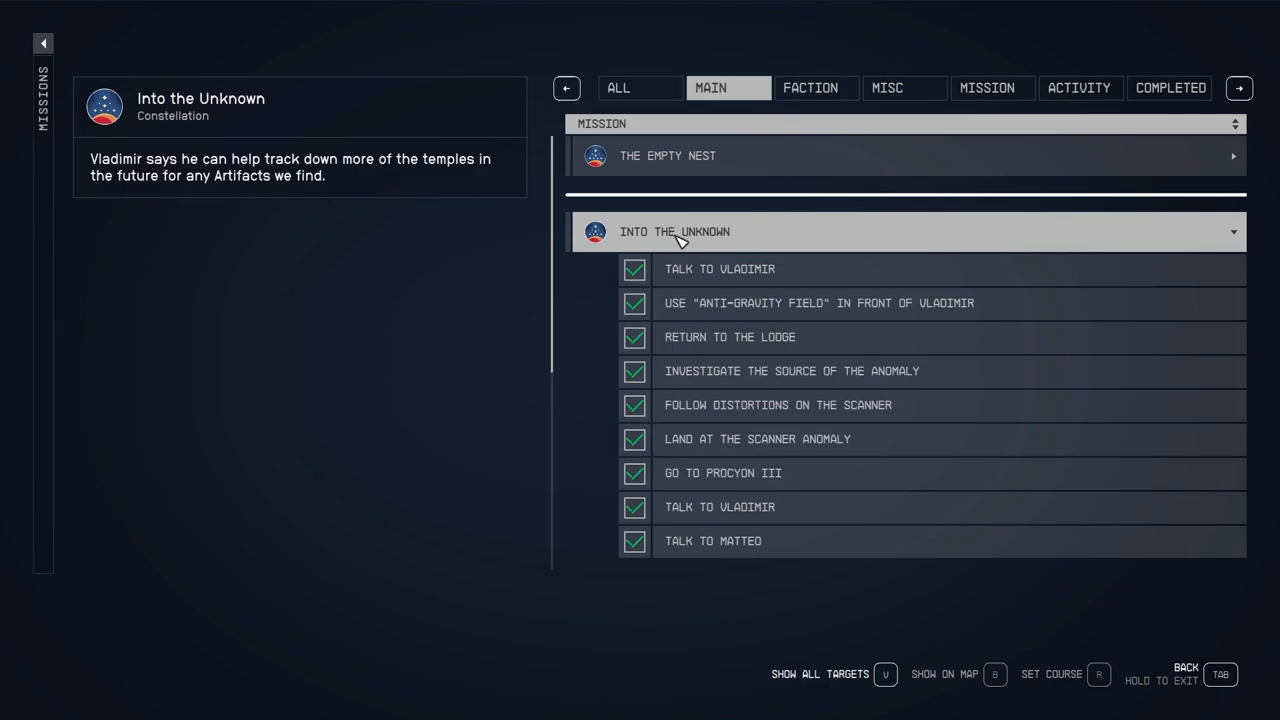 MISSIONS
Into the Unknown
Constellation
Vladimir says he can help track down more of the temples in
the future for any Artifacts we find.
ALL
MAIN
FACTION
MISC
MISSION
ACTIVITY
COMPLETED
MISSION
THE EMPTY NEST
INTO THE UNKNOWN
TALK TO VLADIMIR
USE "ANTI-GRAVITY FIELD" IN FRONT OF VLADIMIR
RETURN TO THE LODGE
INVESTIGATE THE SOURCE OF THE ANOMALY
FOLLOW DISTORTIONS ON THE SCANNER
LAND AT THE SCANNER ANOMALY
GO TO PROCYON III
TALK TO VLADIMIR
TALK TO MATTEO
SHOW ALL TARGETS V
SHOW ON MAP B
SET COURSE R
BACK
HOLD TO EXIT
TAB